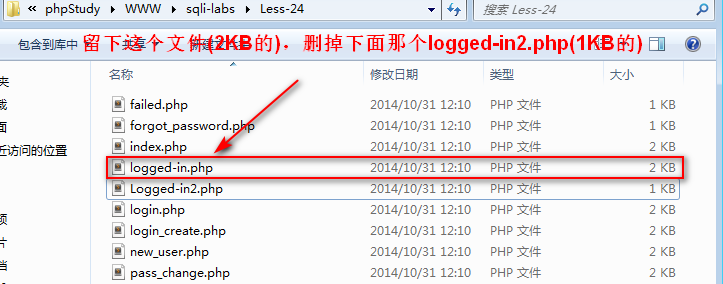 phpStudy ▸ WWW ▸ sqli-labs ▸ Less-24
搜索 Less-24
包含到库中
留下这个文件(2KB的)，删掉下面那个logged-in2.php(1KB的)
名称 修改日期 类型 大小
failed.php 2014/10/31 12:10 PHP 文件 1 KB
forgot_password.php 2014/10/31 12:10 PHP 文件 1 KB
index.php 2014/10/31 12:10 PHP 文件 2 KB
logged-in.php 2014/10/31 12:10 PHP 文件 2 KB
Logged-in2.php 2014/10/31 12:10 PHP 文件 1 KB
login.php 2014/10/31 12:10 PHP 文件 2 KB
login_create.php 2014/10/31 12:10 PHP 文件 2 KB
new_user.php 2014/10/31 12:10 PHP 文件 2 KB
pass_change.php 2014/10/31 12:10 PHP 文件 2 KB
近访问的位置